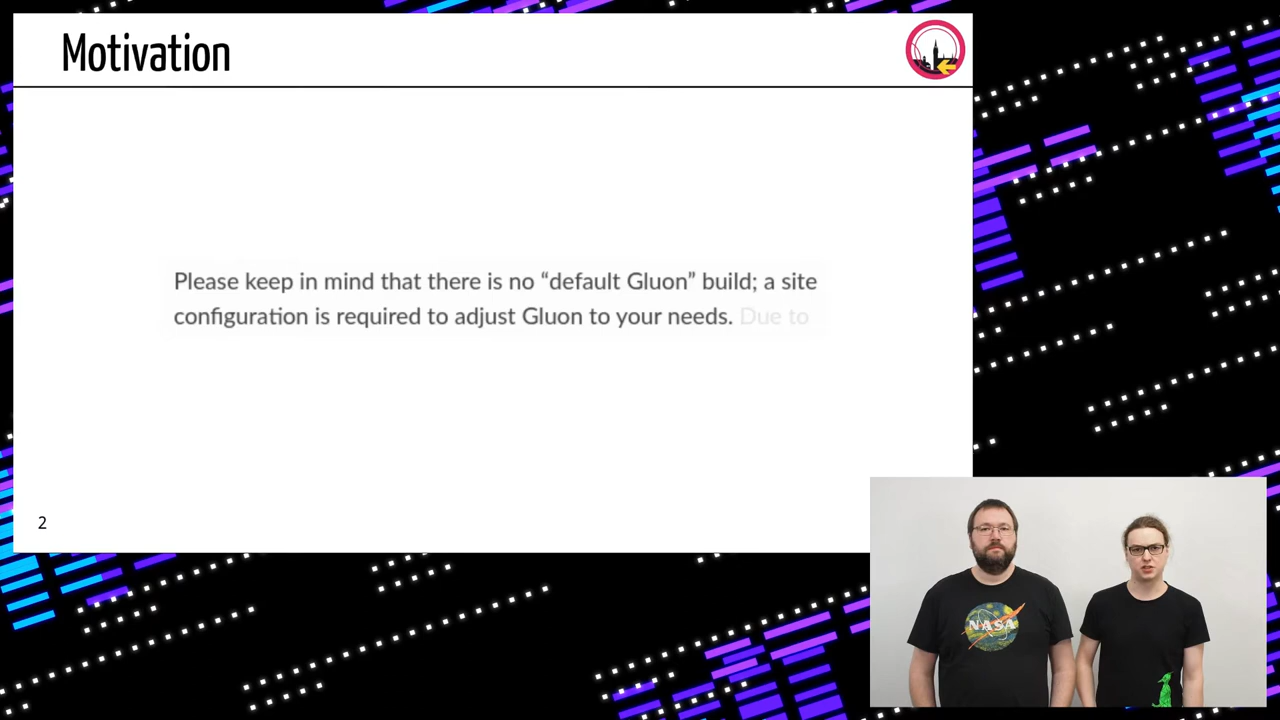 Motivation
Please keep in mind that there is no “default Gluon” build; a site
configuration is required to adjust Gluon to your needs. Due to
2
NASA